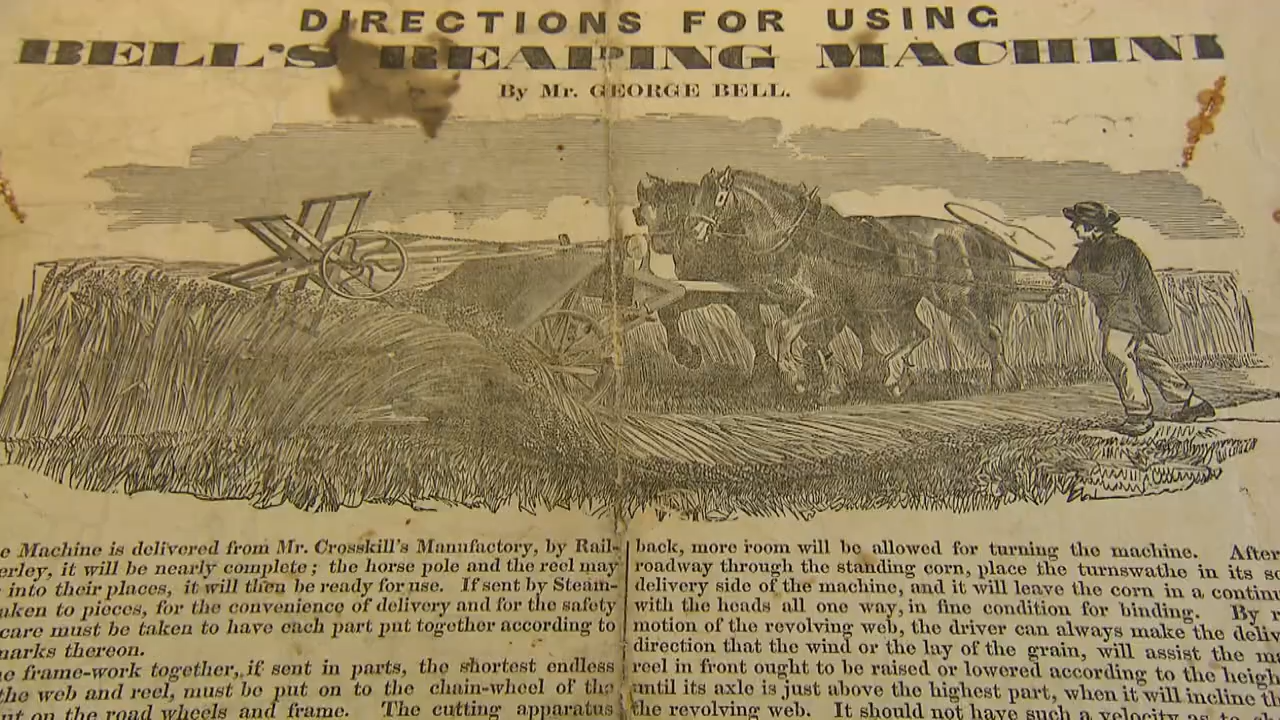 DIRECTIONS FOR USING
BELL'S REAPING MACHINE
By Mr. GEORGE BELL.
e Machine is delivered from Mr. Crosskill's Manufactory, by Rail-
erley, it will be nearly complete; the horse pole and the reel may
into their places, it will then be ready for use. If sent by Steam-
aken to pieces, for the convenience of delivery and for the safety
care must be taken to have each part put together according to
marks thereon.
e frame-work together, if sent in parts, the shortest endless
the web and reel, must be put on to the chain-wheel of the
ut on the road wheels and frame. The cutting apparatus
back, more room will be allowed for turning the machine. After
roadway through the standing corn, place the turnswathe in its so
delivery side of the machine, and it will leave the corn in a continu
with the heads all one way, in fine condition for binding. By r
motion of the revolving web, the driver can always make the deliv
direction that the wind or the lay of the grain, will assist the ma
reel in front ought to be raised or lowered according to the heigh
until its axle is just above the highest part, when it will incline th
the revolving web. It should not have such a velocity as to